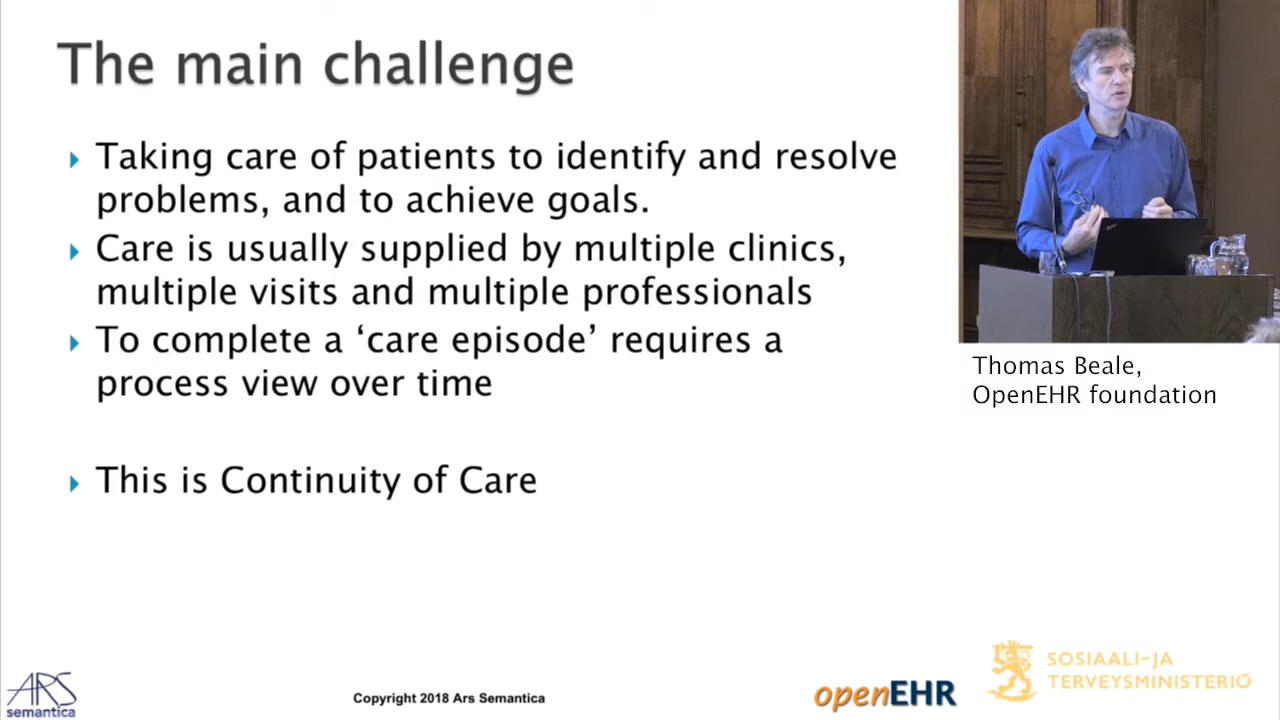 The main challenge
Taking care of patients to identify and resolve
problems, and to achieve goals.
Care is usually supplied by multiple clinics,
multiple visits and multiple professionals
To complete a ‘care episode’ requires a
process view over time
This is Continuity of Care
Thomas Beale,
OpenEHR foundation
ARS
semantica
Copyright 2018 Ars Semantica
openEHR
SOSIAALI-JA
TERVEYSMINISTERIÖ